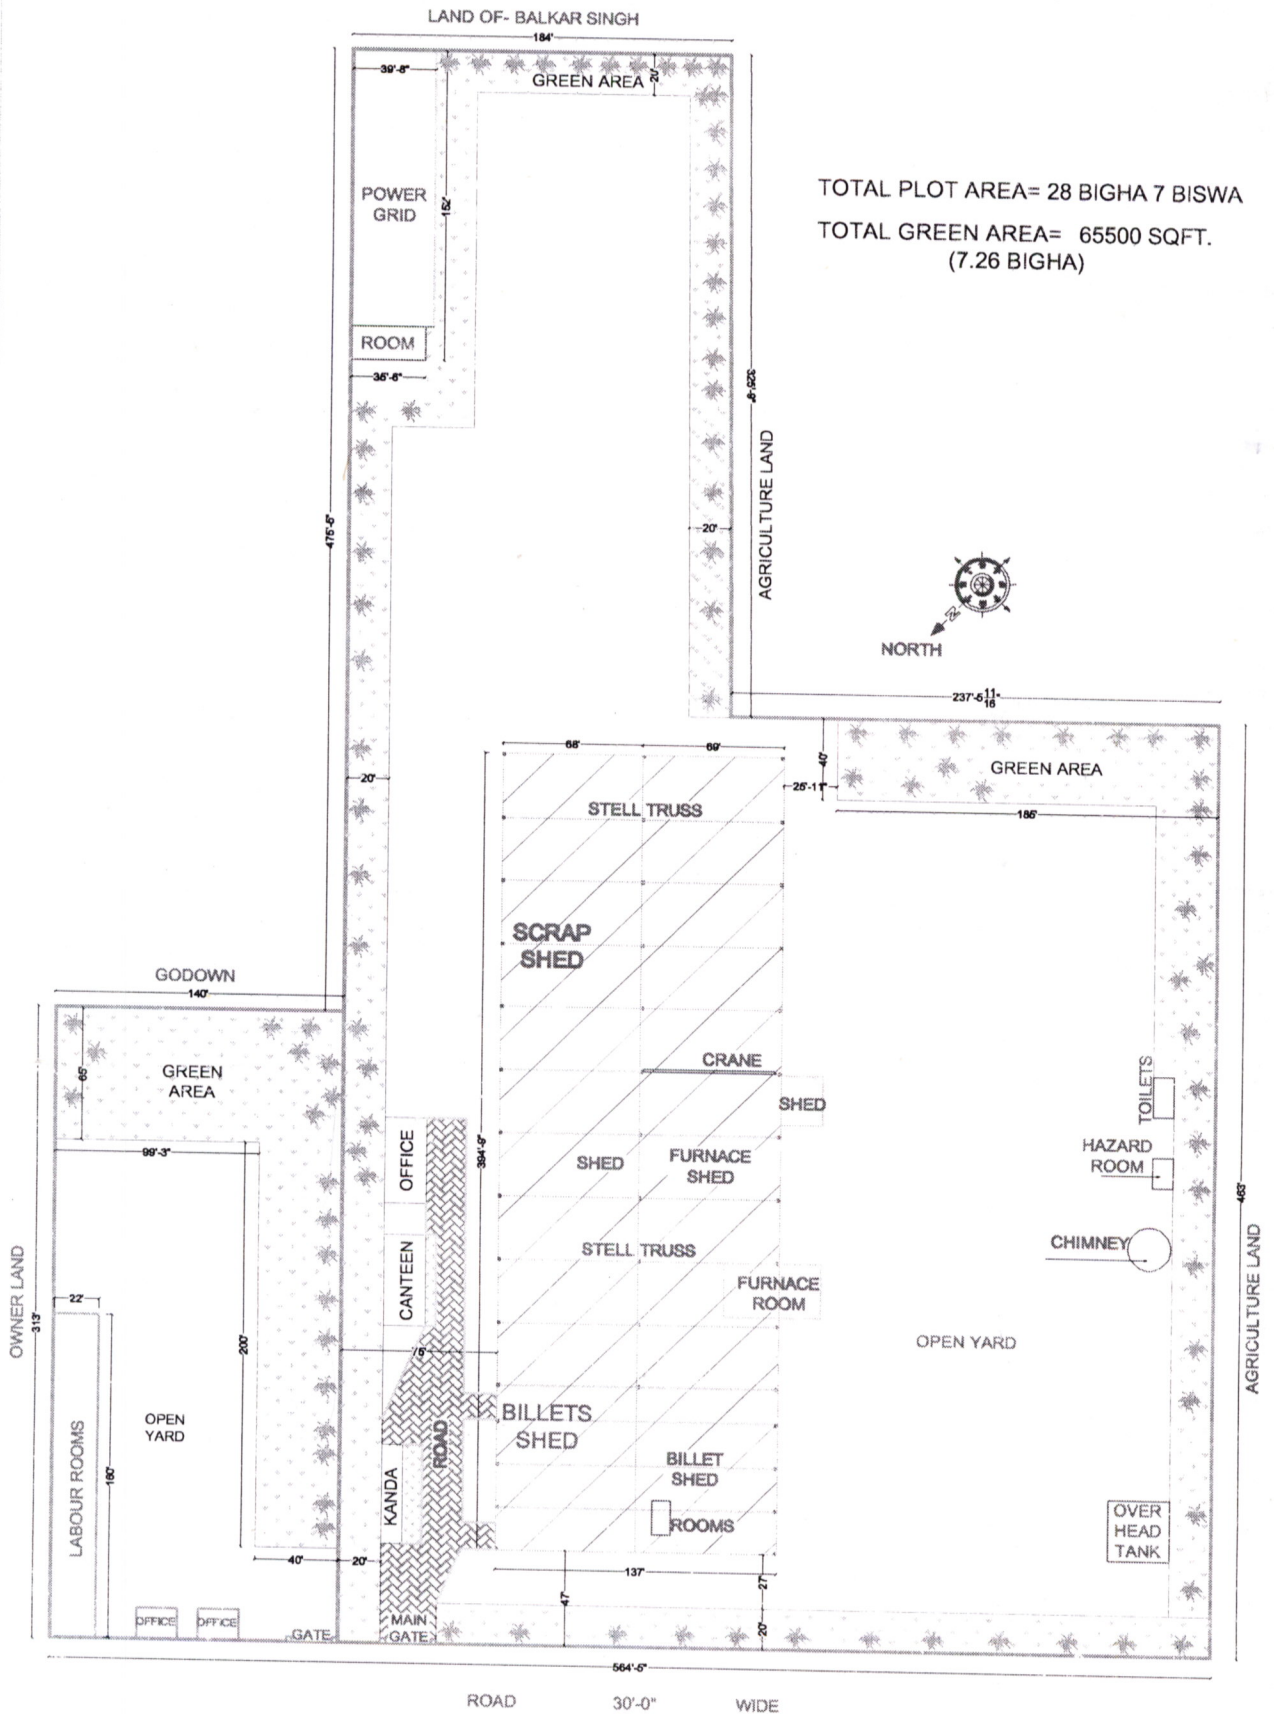 LAND OF- BALKAR SINGH
184'
39'-8"
GREEN AREA
20'
POWER
GRID
152'
TOTAL PLOT AREA= 28 BIGHA 7 BISWA
TOTAL GREEN AREA= 65500 SQFT.
(7.26 BIGHA)
ROOM
35'-6"
325'-9"
AGRICULTURE LAND
475'-6"
20'
N
NORTH
237'-5 11/16"
68'
69'
40'
GREEN AREA
20'
25'-11"
185'
STELL TRUSS
SCRAP
SHED
GODOWN
140'
CRANE
65'
GREEN
AREA
SHED
TOILETS
99'-3"
OFFICE
394'-9"
SHED
FURNACE
SHED
HAZARD
ROOM
463'
CANTEEN
STELL TRUSS
CHIMNEY
FURNACE
ROOM
OWNER LAND
313'
22'
200'
75'
OPEN YARD
AGRICULTURE LAND
OPEN
YARD
LABOUR ROOMS
160'
ROAD
BILLETS
SHED
KANDA
BILLET
SHED
ROOMS
OVER
HEAD
TANK
40'
20'
137'
47'
27'
OFFICE
OFFICE
GATE
MAIN
GATE
20'
564'-5"
ROAD 30'-0" WIDE